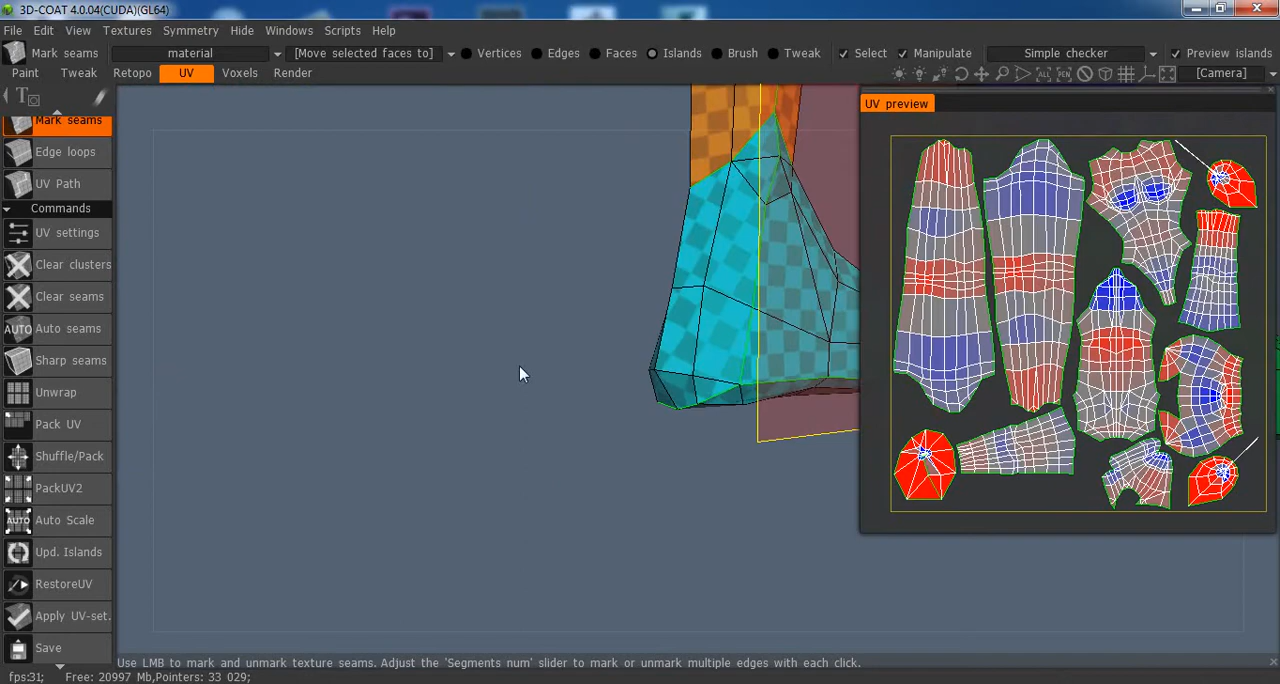 3D-COAT 4.0.04(CUDA)(GL64)
File Edit View Textures Symmetry Hide Windows Scripts Help
Mark seams material [Move selected faces to] Vertices Edges Faces Islands Brush Tweak Select Manipulate Simple checker Preview islands
Paint Tweak Retopo UV Voxels Render ALL PEN [Camera]
UV preview
Mark seams
Edge loops
UV Path
Commands
UV settings
Clear clusters
Clear seams
AUTO Auto seams
Sharp seams
Unwrap
Pack UV
Shuffle/Pack
PackUV2
AUTO Auto Scale
Upd. Islands
RestoreUV
Apply UV-set.
Save
Use LMB to mark and unmark texture seams. Adjust the 'Segments num' slider to mark or unmark multiple edges with each click.
fps:31; Free: 20997 Mb,Pointers: 33 029;